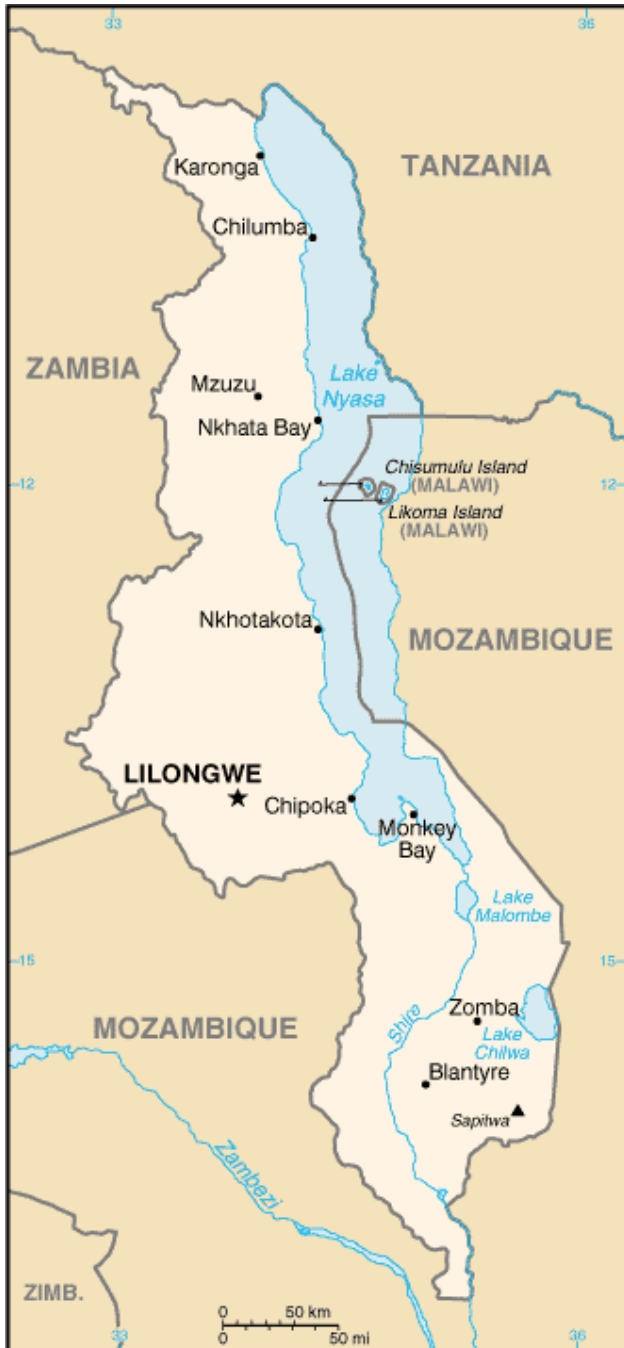 33
36
Karonga
TANZANIA
Chilumba
ZAMBIA
Lake
Nyasa
Mzuzu
Nkhata Bay
Chisumulu Island
(MALAWI)
12
12
Likoma Island
(MALAWI)
Nkhotakota
MOZAMBIQUE
LILONGWE
Chipoka
Monkey
Bay
Lake
Malombe
15
15
MOZAMBIQUE
Shire
Zomba
Lake
Chilwa
Blantyre
Sapitwa
Zambezi
ZIMB.
0 50 km
0 50 mi
33
36